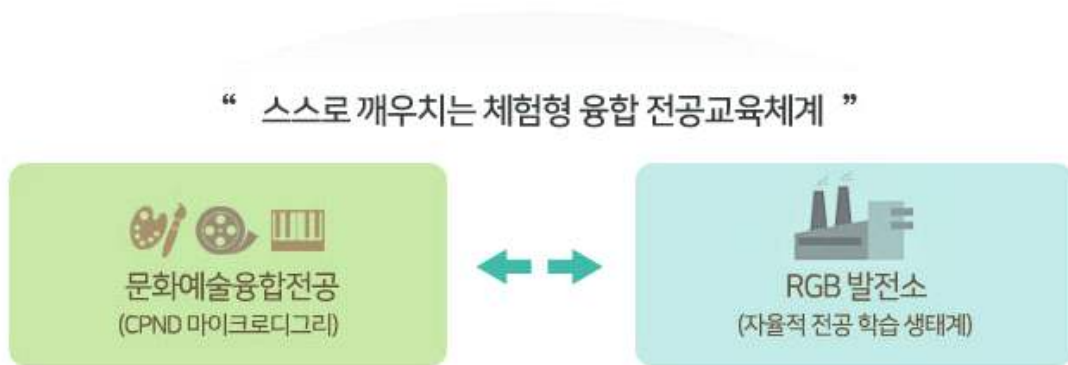 “ 스스로 깨우치는 체험형 융합 전공교육체계 ”
문화예술융합전공
(CPND 마이크로디그리)
RGB 발전소
(자율적 전공 학습 생태계)